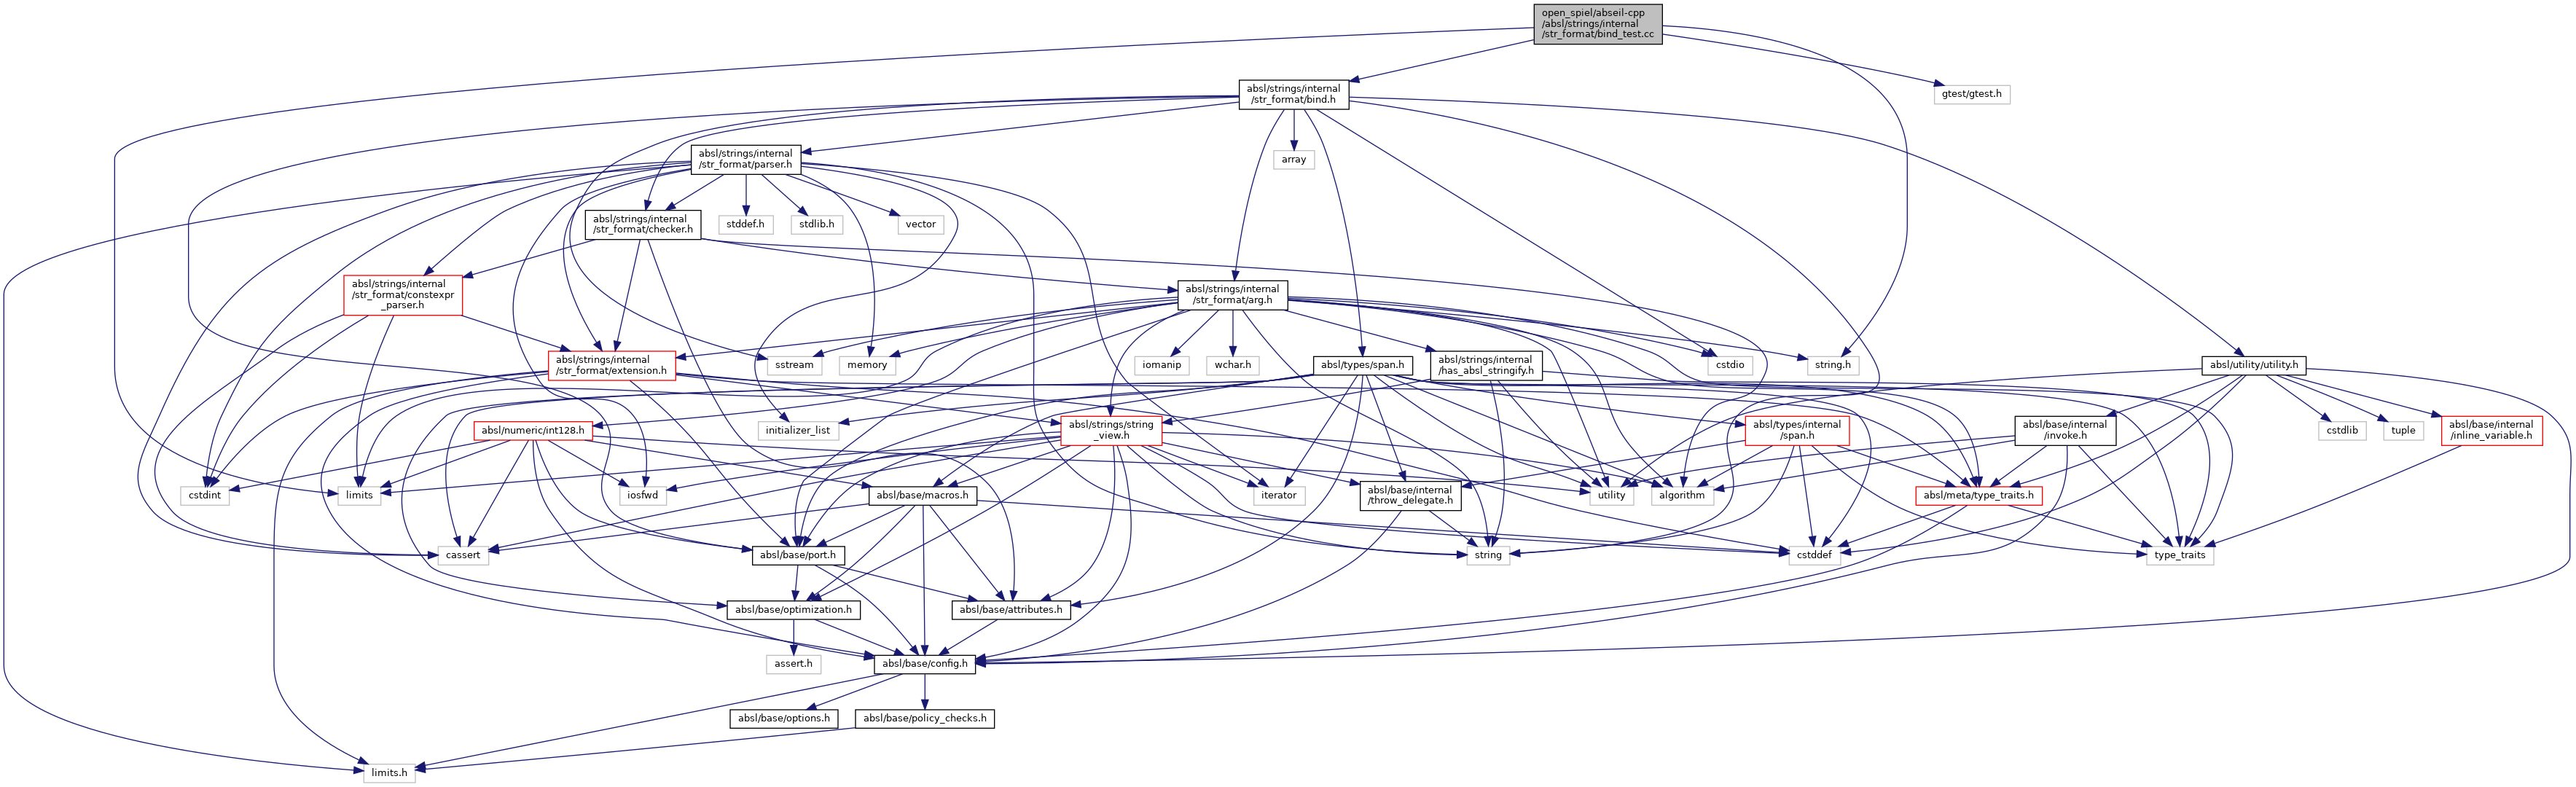 open_spiel/abseil-cpp
/absl/strings/internal
/str_format/bind_test.cc
absl/strings/internal
/str_format/bind.h
gtest/gtest.h
absl/strings/internal
/str_format/parser.h
array
absl/strings/internal
/str_format/checker.h
stddef.h
stdlib.h
vector
absl/strings/internal
/str_format/constexpr
_parser.h
absl/strings/internal
/str_format/arg.h
absl/strings/internal
/str_format/extension.h
sstream
memory
iomanip
wchar.h
absl/types/span.h
absl/strings/internal
/has_absl_stringify.h
cstdio
string.h
absl/utility/utility.h
absl/numeric/int128.h
initializer_list
absl/strings/string
_view.h
absl/types/internal
/span.h
absl/base/internal
/invoke.h
cstdlib
tuple
absl/base/internal
/inline_variable.h
cstdint
limits
iosfwd
absl/base/macros.h
iterator
absl/base/internal
/throw_delegate.h
utility
algorithm
absl/meta/type_traits.h
cassert
absl/base/port.h
string
cstddef
type_traits
absl/base/optimization.h
absl/base/attributes.h
assert.h
absl/base/config.h
absl/base/options.h
absl/base/policy_checks.h
limits.h